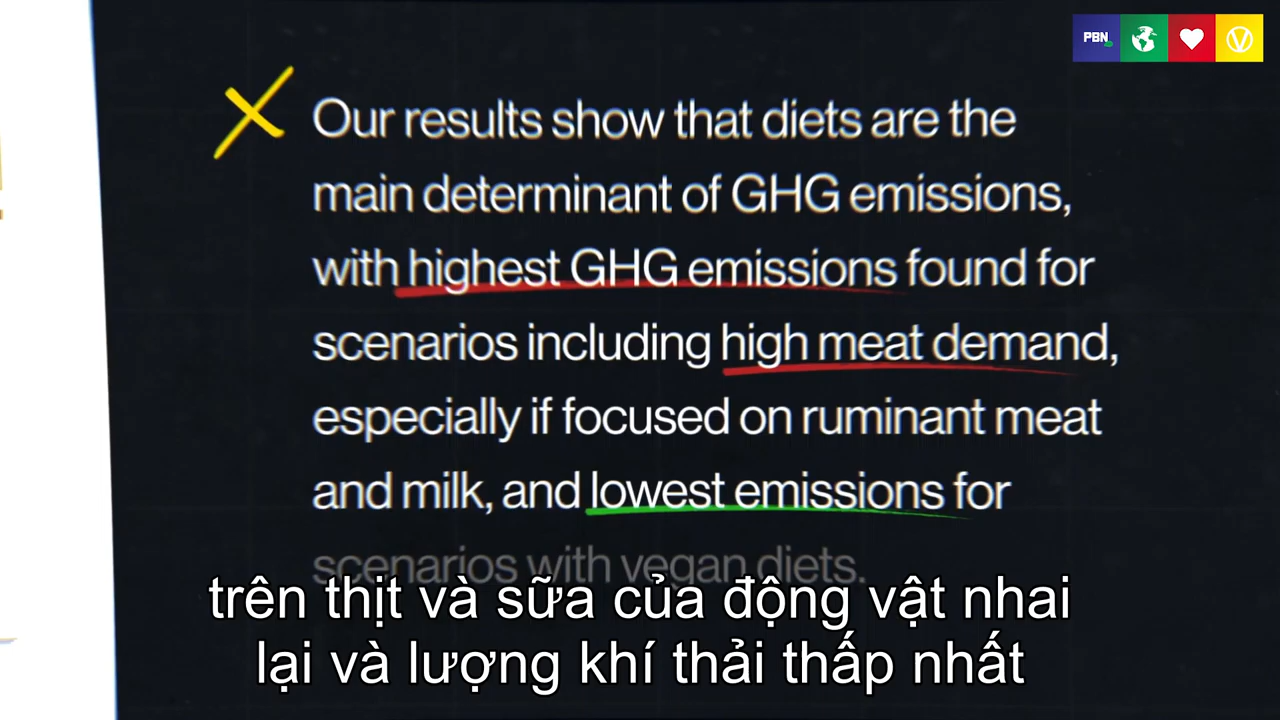 PBN
Our results show that diets are the
main determinant of GHG emissions,
with highest GHG emissions found for
scenarios including high meat demand,
especially if focused on ruminant meat
and milk, and lowest emissions for
scenarios with vegan diets.
trên thịt và sữa của động vật nhai
lại và lượng khí thải thấp nhất